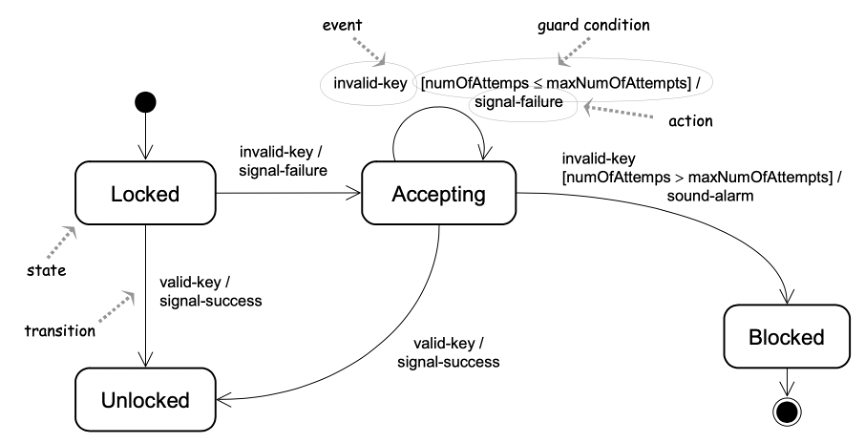 event
guard condition
invalid-key [numOfAttemps ≤ maxNumOfAttempts] /
signal-failure
action
invalid-key /
signal-failure
invalid-key
[numOfAttemps > maxNumOfAttempts] /
sound-alarm
Locked
Accepting
state
valid-key /
signal-success
transition
valid-key /
signal-success
Blocked
Unlocked